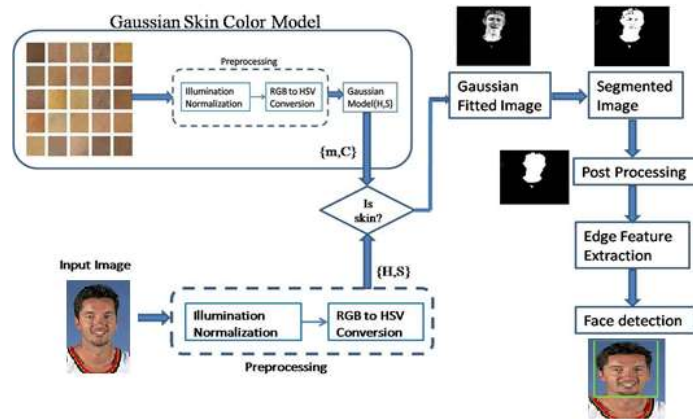 Gaussian Skin Color Model
Preprocessing
Illumination
Normalization
RGB to HSV
Conversion
Gaussian
Model(H,S)
{m,C}
Is
skin?
{H,S}
Input Image
Illumination
Normalization
RGB to HSV
Conversion
Preprocessing
Gaussian
Fitted Image
Segmented
Image
Post Processing
Edge Feature
Extraction
Face detection